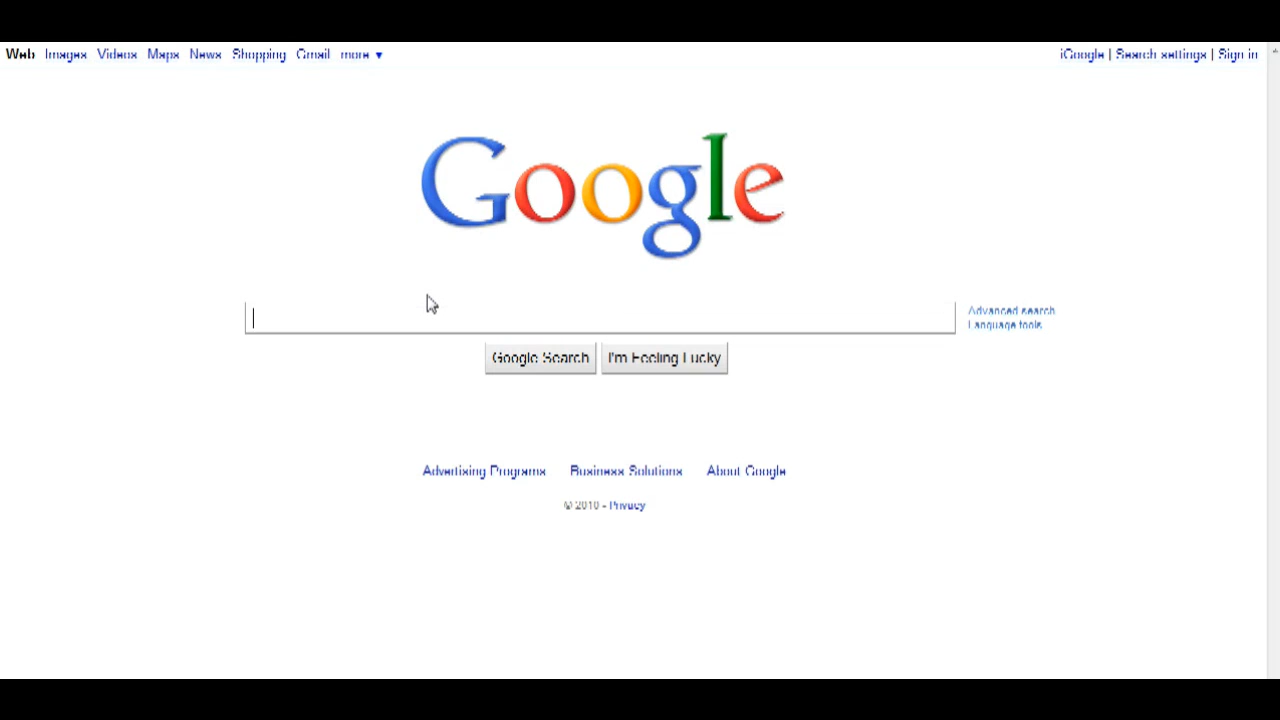 Web Images Videos Maps News Shopping Gmail more ▼
iGoogle | Search settings | Sign in
Google
Advanced search
Language tools
Google Search I'm Feeling Lucky
Advertising Programs Business Solutions About Google
© 2010 - Privacy